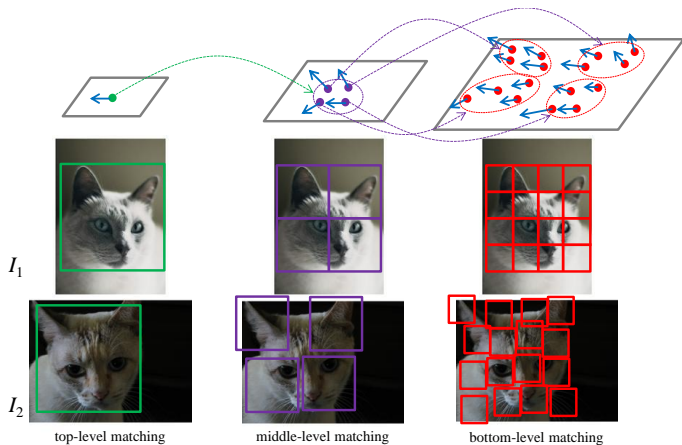 I1
I2
top-level matching
middle-level matching
bottom-level matching